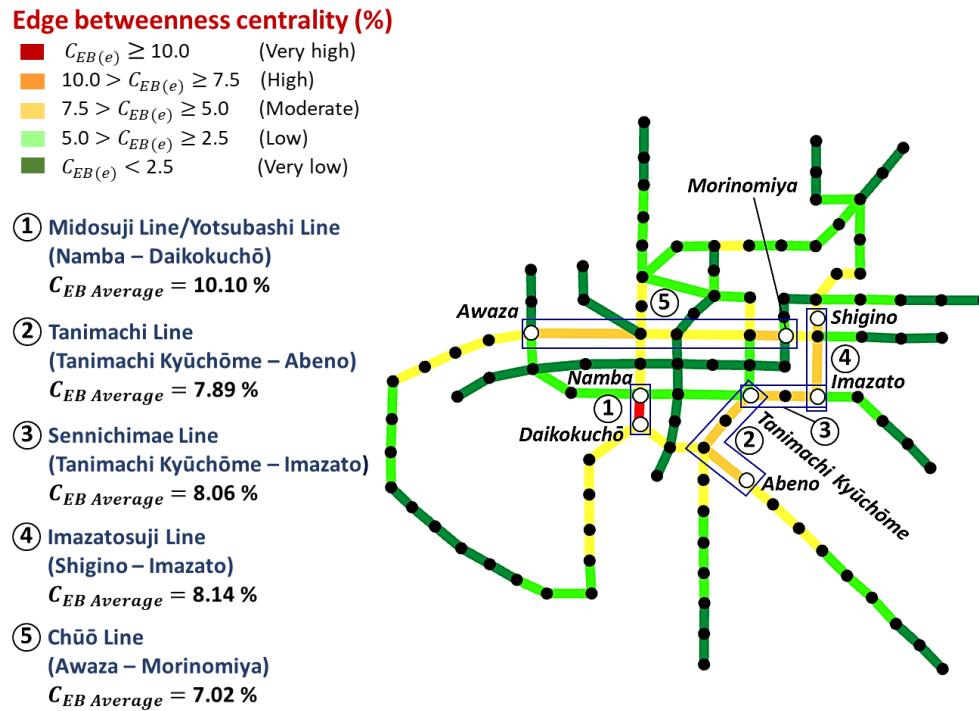 Edge betweenness centrality (%)
C_EB(e) ≥ 10.0 (Very high)
10.0 > C_EB(e) ≥ 7.5 (High)
7.5 > C_EB(e) ≥ 5.0 (Moderate)
5.0 > C_EB(e) ≥ 2.5 (Low)
C_EB(e) < 2.5 (Very low)
① Midosuji Line/Yotsubashi Line
(Namba – Daikokuchō)
C_EB Average = 10.10 %
② Tanimachi Line
(Tanimachi Kyūchōme – Abeno)
C_EB Average = 7.89 %
③ Sennichimae Line
(Tanimachi Kyūchōme – Imazato)
C_EB Average = 8.06 %
④ Imazatosuji Line
(Shigino – Imazato)
C_EB Average = 8.14 %
⑤ Chūō Line
(Awaza – Morinomiya)
C_EB Average = 7.02 %
Morinomiya
⑤
Awaza
Shigino
④
Namba
Imazato
①
Daikokuchō
②
③
Tanimachi Kyūchōme
Abeno